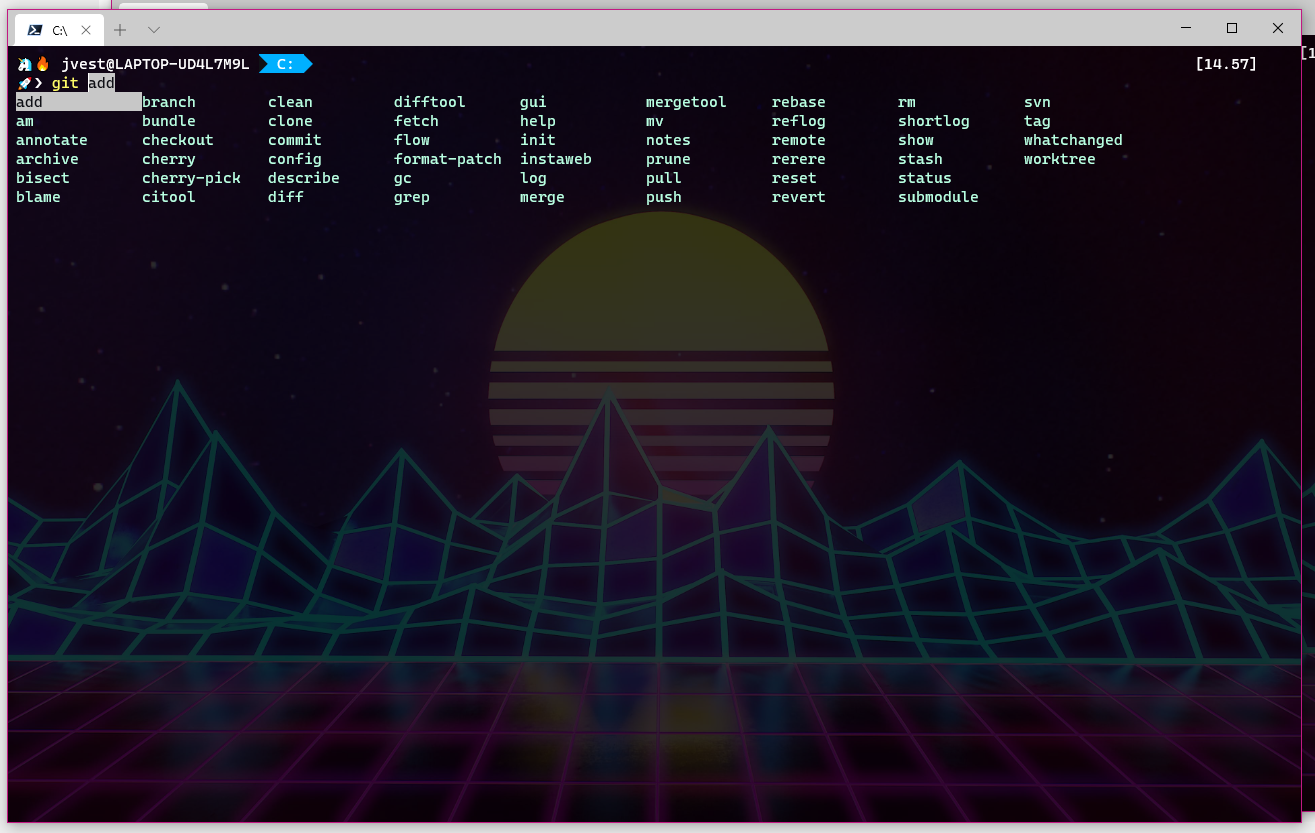 C:\
jvest@LAPTOP-UD4L7M9L C: [14.57]
❯ git add
add branch clean difftool gui mergetool rebase rm svn
am bundle clone fetch help mv reflog shortlog tag
annotate checkout commit flow init notes remote show whatchanged
archive cherry config format-patch instaweb prune rerere stash worktree
bisect cherry-pick describe gc log pull reset status
blame citool diff grep merge push revert submodule